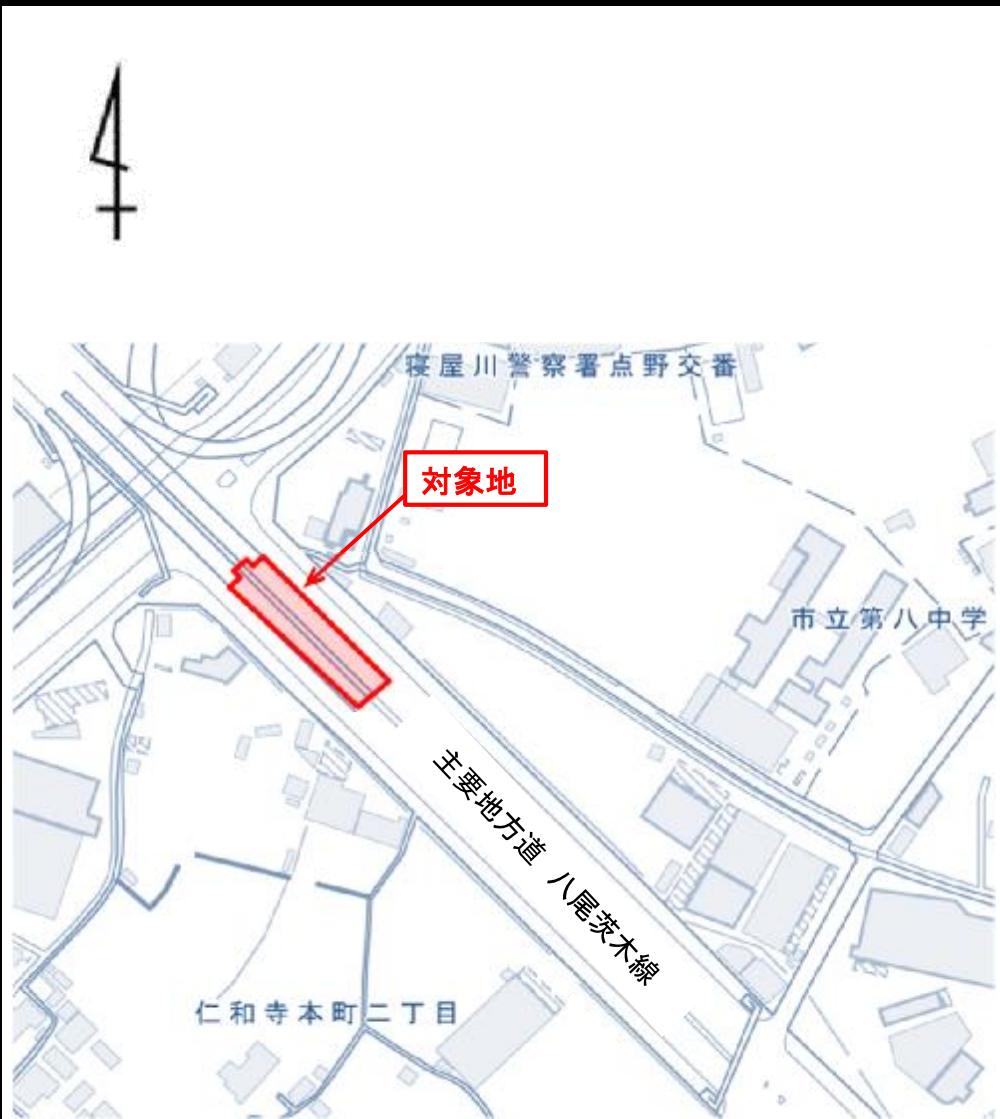 寝屋川警察署点野交番
対象地
市立第八中学
主要地方道 八尾茨木線
仁和寺本町二丁目